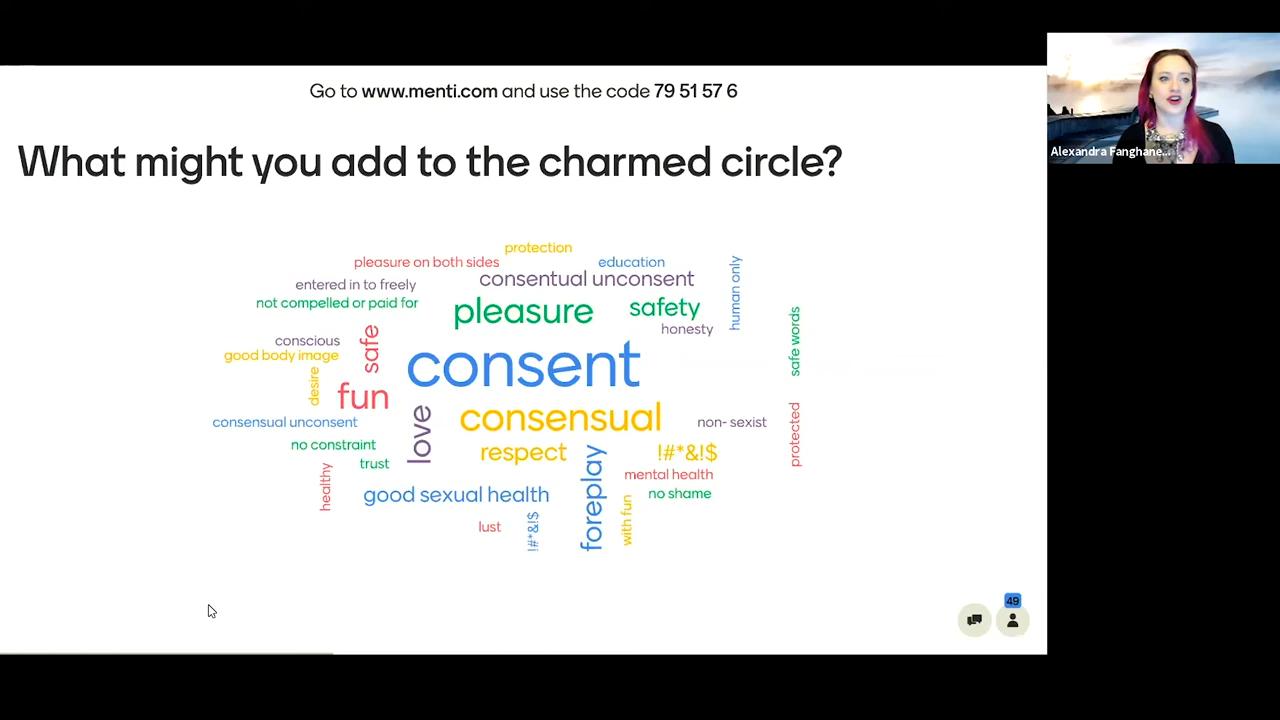 Go to www.menti.com and use the code 79 51 57 6
Alexandra Fanghane...
What might you add to the charmed circle?
protection
pleasure on both sides
education
consentual unconsent
human only
entered in to freely
not compelled or paid for
pleasure
safety
honesty
safe words
conscious
good body image
safe
consent
desire
fun
love
consensual
consensual unconsent
non- sexist
protected
no constraint
respect
!#*&!$
trust
foreplay
mental health
healthy
good sexual health
no shame
with fun
lust
!#*&!$
49